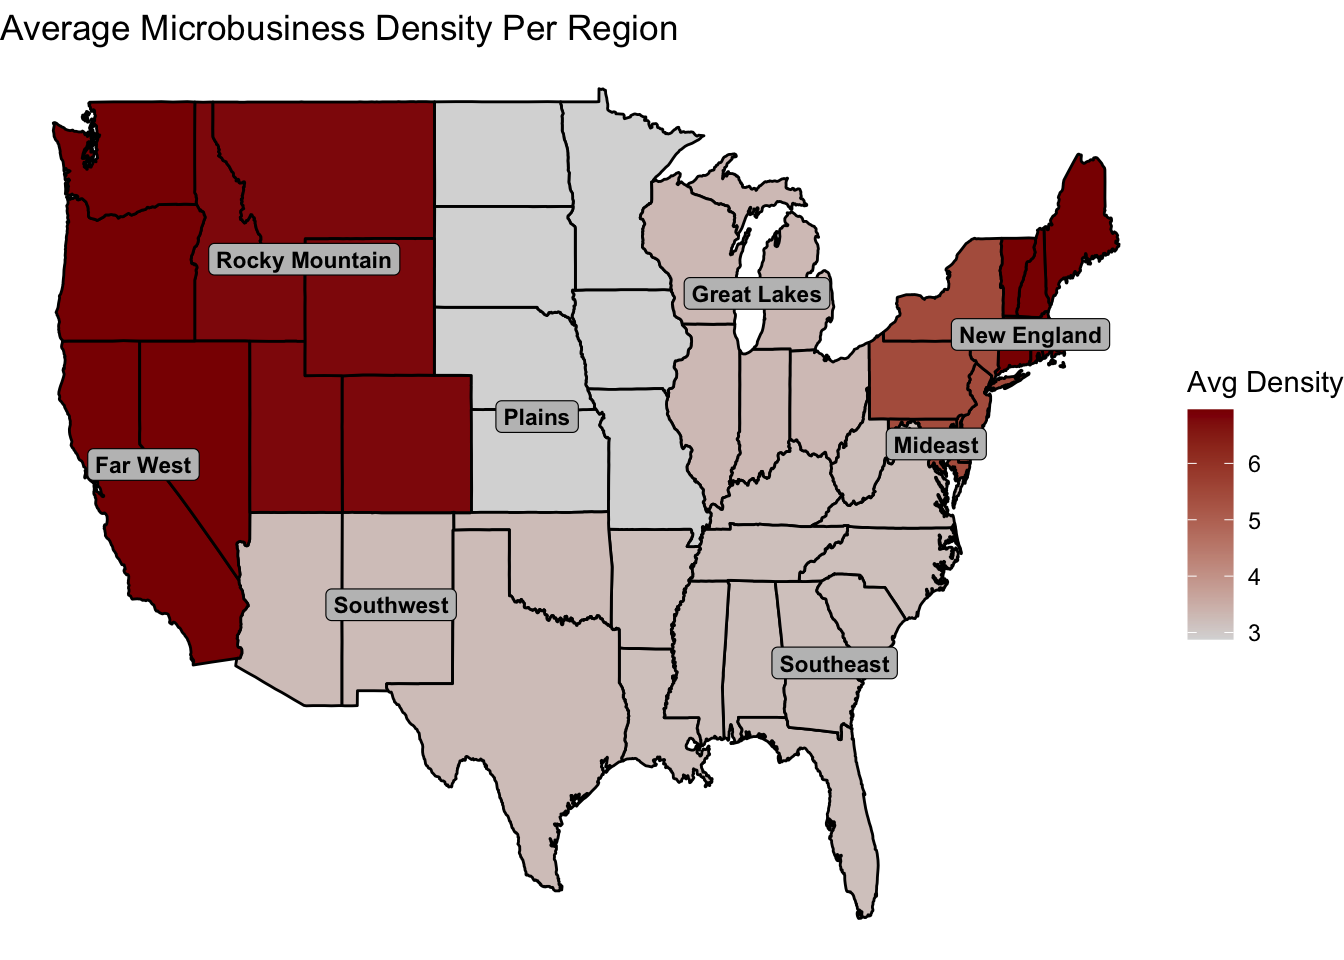 Average Microbusiness Density Per Region
Rocky Mountain
Great Lakes
New England
Plains
Mideast
Far West
Southwest
Southeast
Avg Density
6
5
4
3